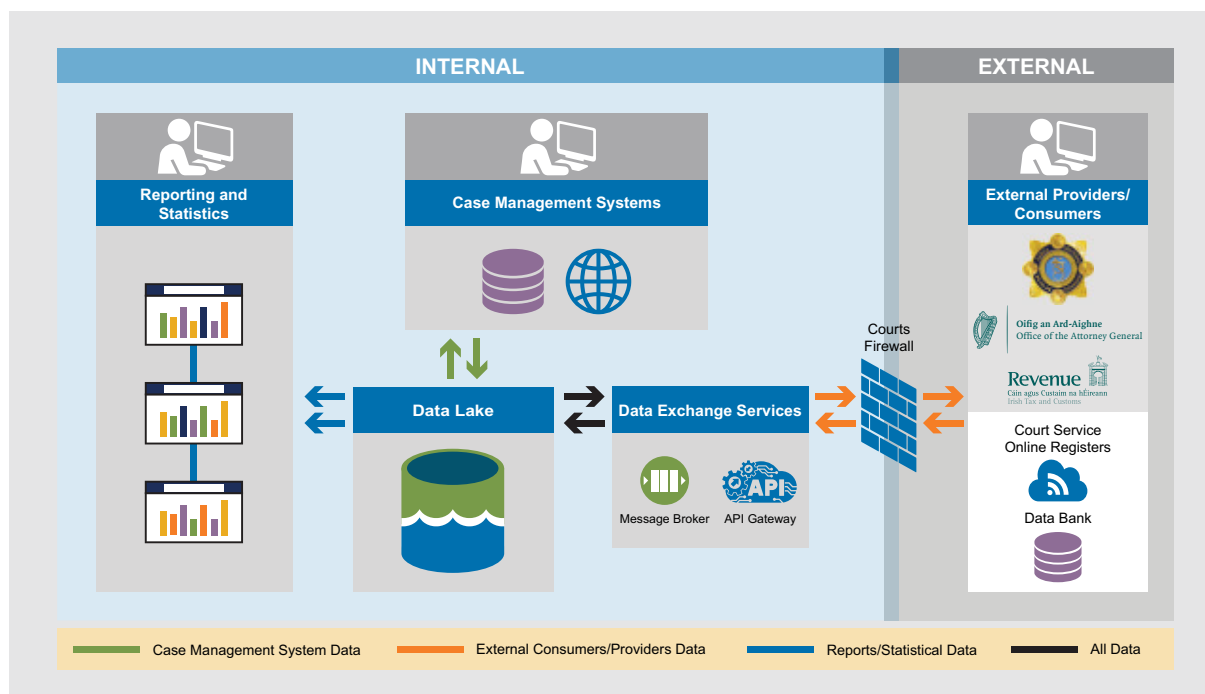 INTERNAL
EXTERNAL
Reporting and
Statistics
Case Management Systems
External Providers/
Consumers
Oifig an Ard-Aighne
Office of the Attorney General
Revenue
Cáin agus Custaim na hÉireann
Irish Tax and Customs
Courts
Firewall
Data Lake
Data Exchange Services
API
Message Broker
API Gateway
Court Service
Online Registers
Data Bank
Case Management System Data
External Consumers/Providers Data
Reports/Statistical Data
All Data